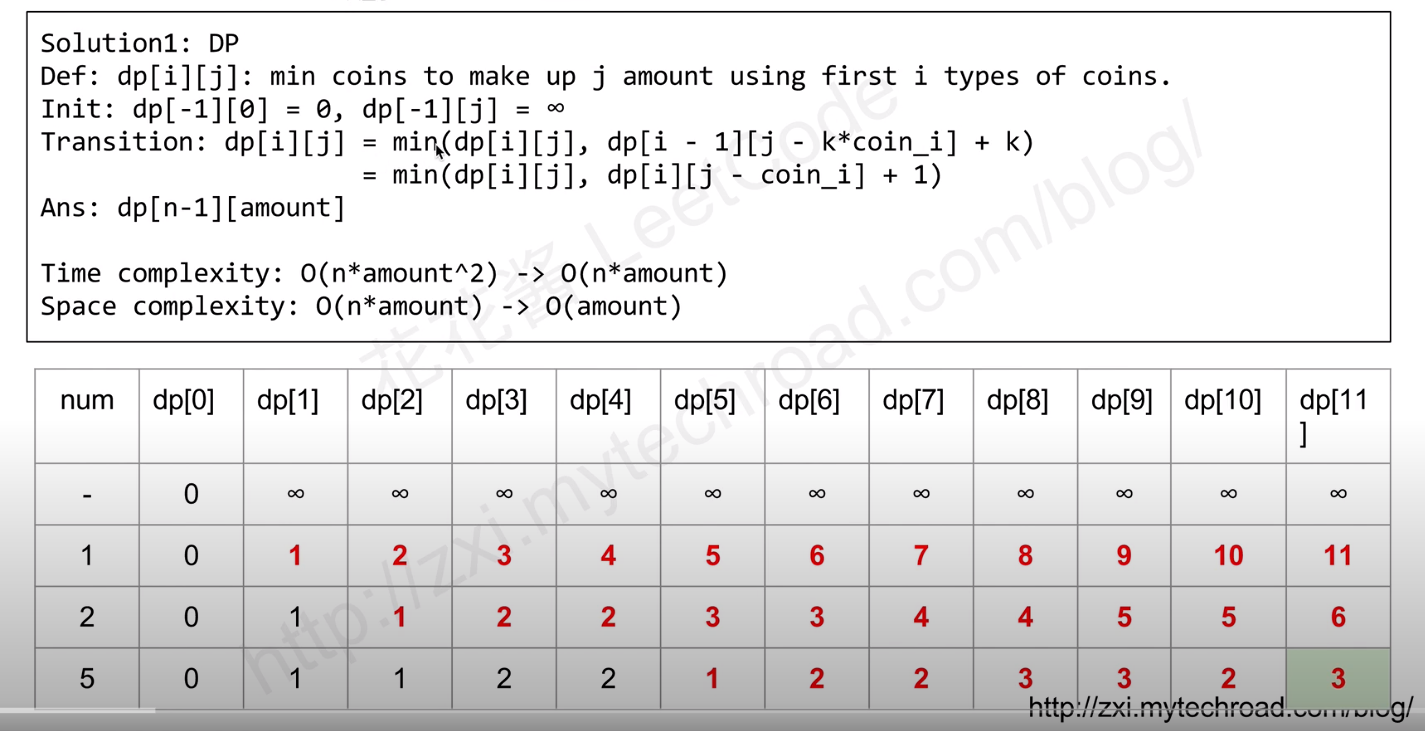 Solution1: DP
Def: dp[i][j]: min coins to make up j amount using first i types of coins.
Init: dp[-1][0] = 0, dp[-1][j] = ∞
Transition: dp[i][j] = min(dp[i][j], dp[i - 1][j - k*coin_i] + k)
= min(dp[i][j], dp[i][j - coin_i] + 1)
Ans: dp[n-1][amount]
Time complexity: O(n*amount^2) -> O(n*amount)
Space complexity: O(n*amount) -> O(amount)
花花酱 LeetCode
http://zxi.mytechroad.com/blog/
num dp[0] dp[1] dp[2] dp[3] dp[4] dp[5] dp[6] dp[7] dp[8] dp[9] dp[10] dp[11
]
- 0 ∞ ∞ ∞ ∞ ∞ ∞ ∞ ∞ ∞ ∞ ∞
1 0 1 2 3 4 5 6 7 8 9 10 11
2 0 1 1 2 2 3 3 4 4 5 5 6
5 0 1 1 2 2 1 2 2 3 3 2 3
http://zxi.mytechroad.com/blog/